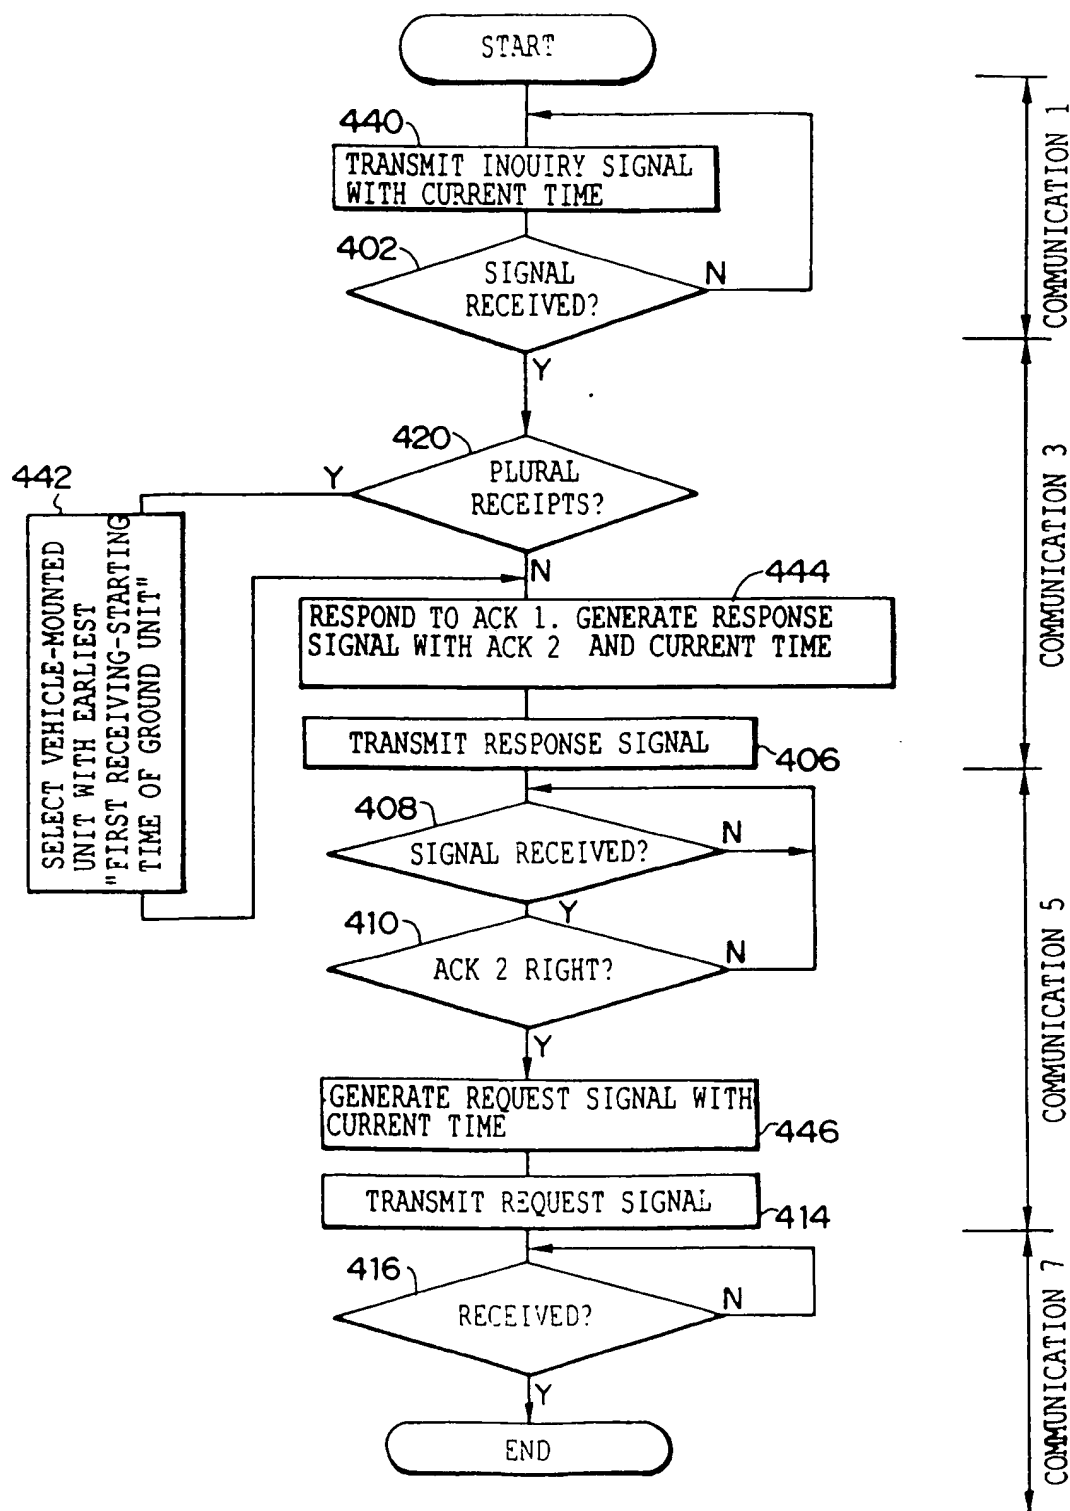 START
440
TRANSMIT INOUIRY SIGNAL
WITH CURRENT TIME
402
SIGNAL
RECEIVED?
N
Y
COMMUNICATION 1
420
PLURAL
RECEIPTS?
Y
N
442
SELECT VEHICLE-MOUNTED
UNIT WITH EARLIEST
"FIRST RECEIVING-STARTING
TIME OF GROUND UNIT"
444
RESPOND TO ACK 1. GENERATE RESPONSE
SIGNAL WITH ACK 2 AND CURRENT TIME
TRANSMIT RESPONSE SIGNAL
406
COMMUNICATION 3
408
SIGNAL RECEIVED?
N
Y
410
ACK 2 RIGHT?
N
Y
GENERATE REQUEST SIGNAL WITH
CURRENT TIME
446
TRANSMIT REQUEST SIGNAL
414
COMMUNICATION 5
416
RECEIVED?
N
Y
END
COMMUNICATION 7